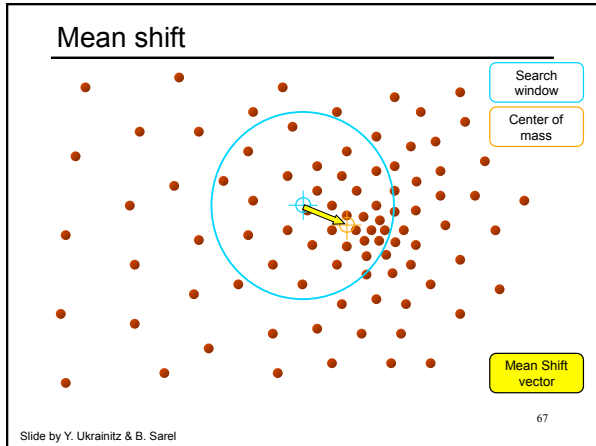 Mean shift
Search
window
Center of
mass
Mean Shift
vector
67
Slide by Y. Ukrainitz & B. Sarel